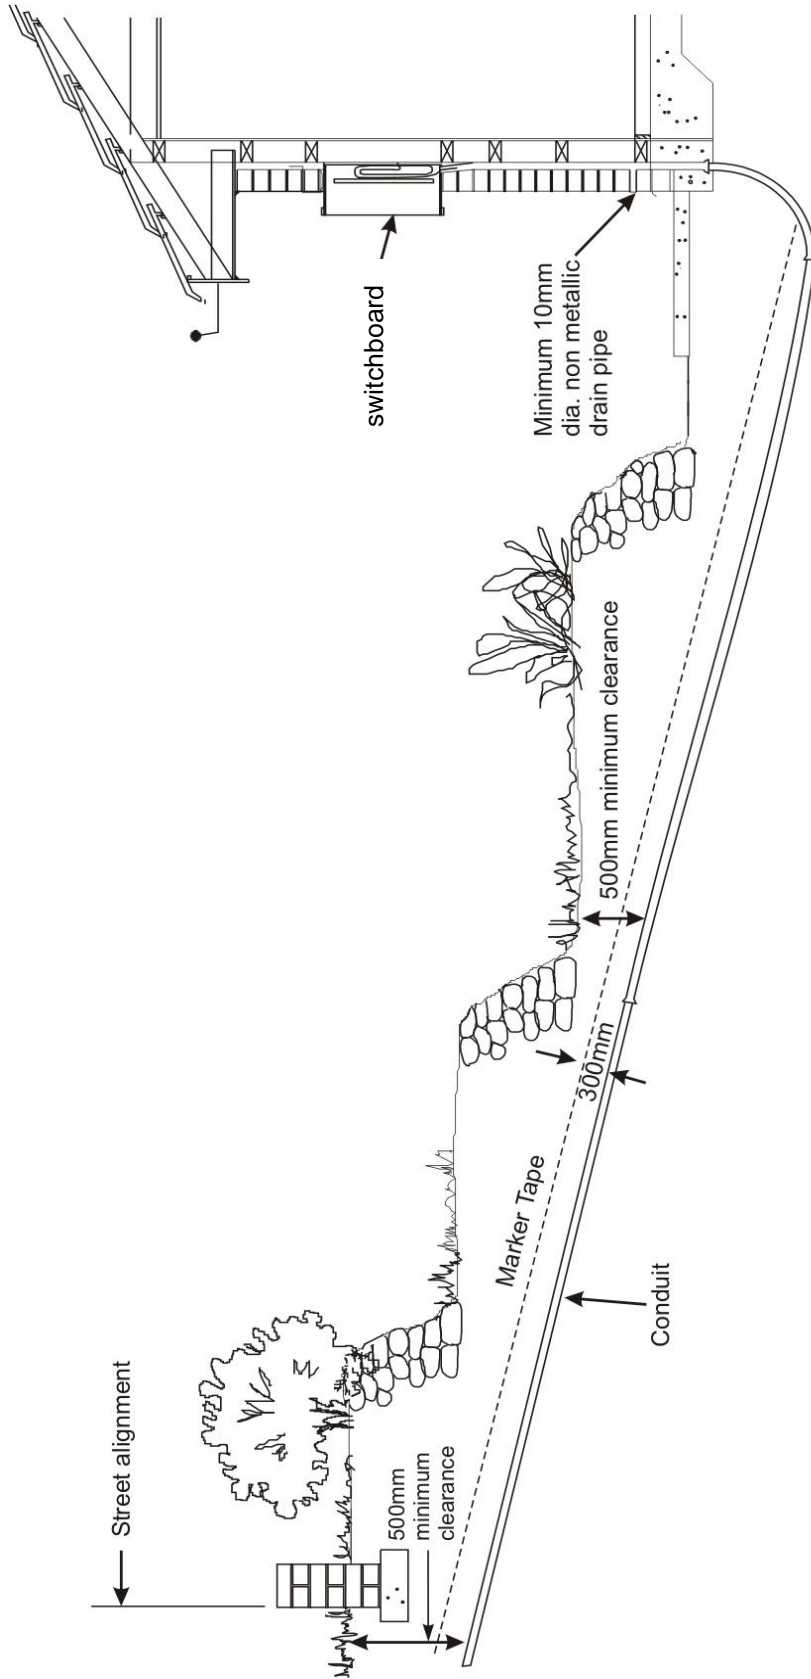 Street alignment
500mm
minimum
clearance
Conduit
Marker Tape
300mm
500mm minimum clearance
switchboard
Minimum 10mm
dia. non metallic
drain pipe